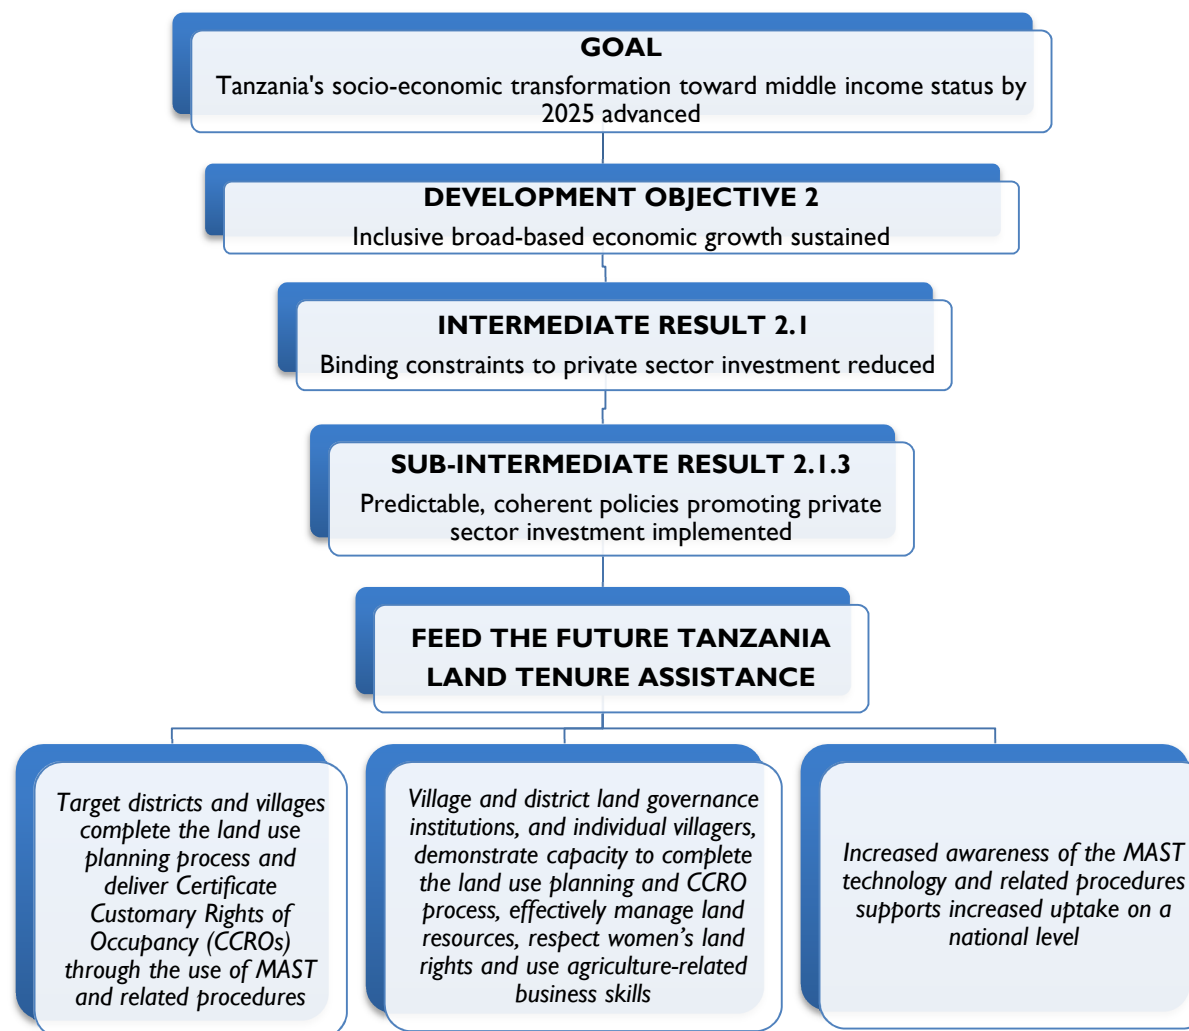 GOAL
Tanzania's socio-economic transformation toward middle income status by
2025 advanced
DEVELOPMENT OBJECTIVE 2
Inclusive broad-based economic growth sustained
INTERMEDIATE RESULT 2.1
Binding constraints to private sector investment reduced
SUB-INTERMEDIATE RESULT 2.1.3
Predictable, coherent policies promoting private
sector investment implemented
FEED THE FUTURE TANZANIA
LAND TENURE ASSISTANCE
Target districts and villages
complete the land use
planning process and
deliver Certificate
Customary Rights of
Occupancy (CCROs)
through the use of MAST
and related procedures
Village and district land governance
institutions, and individual villagers,
demonstrate capacity to complete
the land use planning and CCRO
process, effectively manage land
resources, respect women’s land
rights and use agriculture-related
business skills
Increased awareness of the MAST
technology and related procedures
supports increased uptake on a
national level